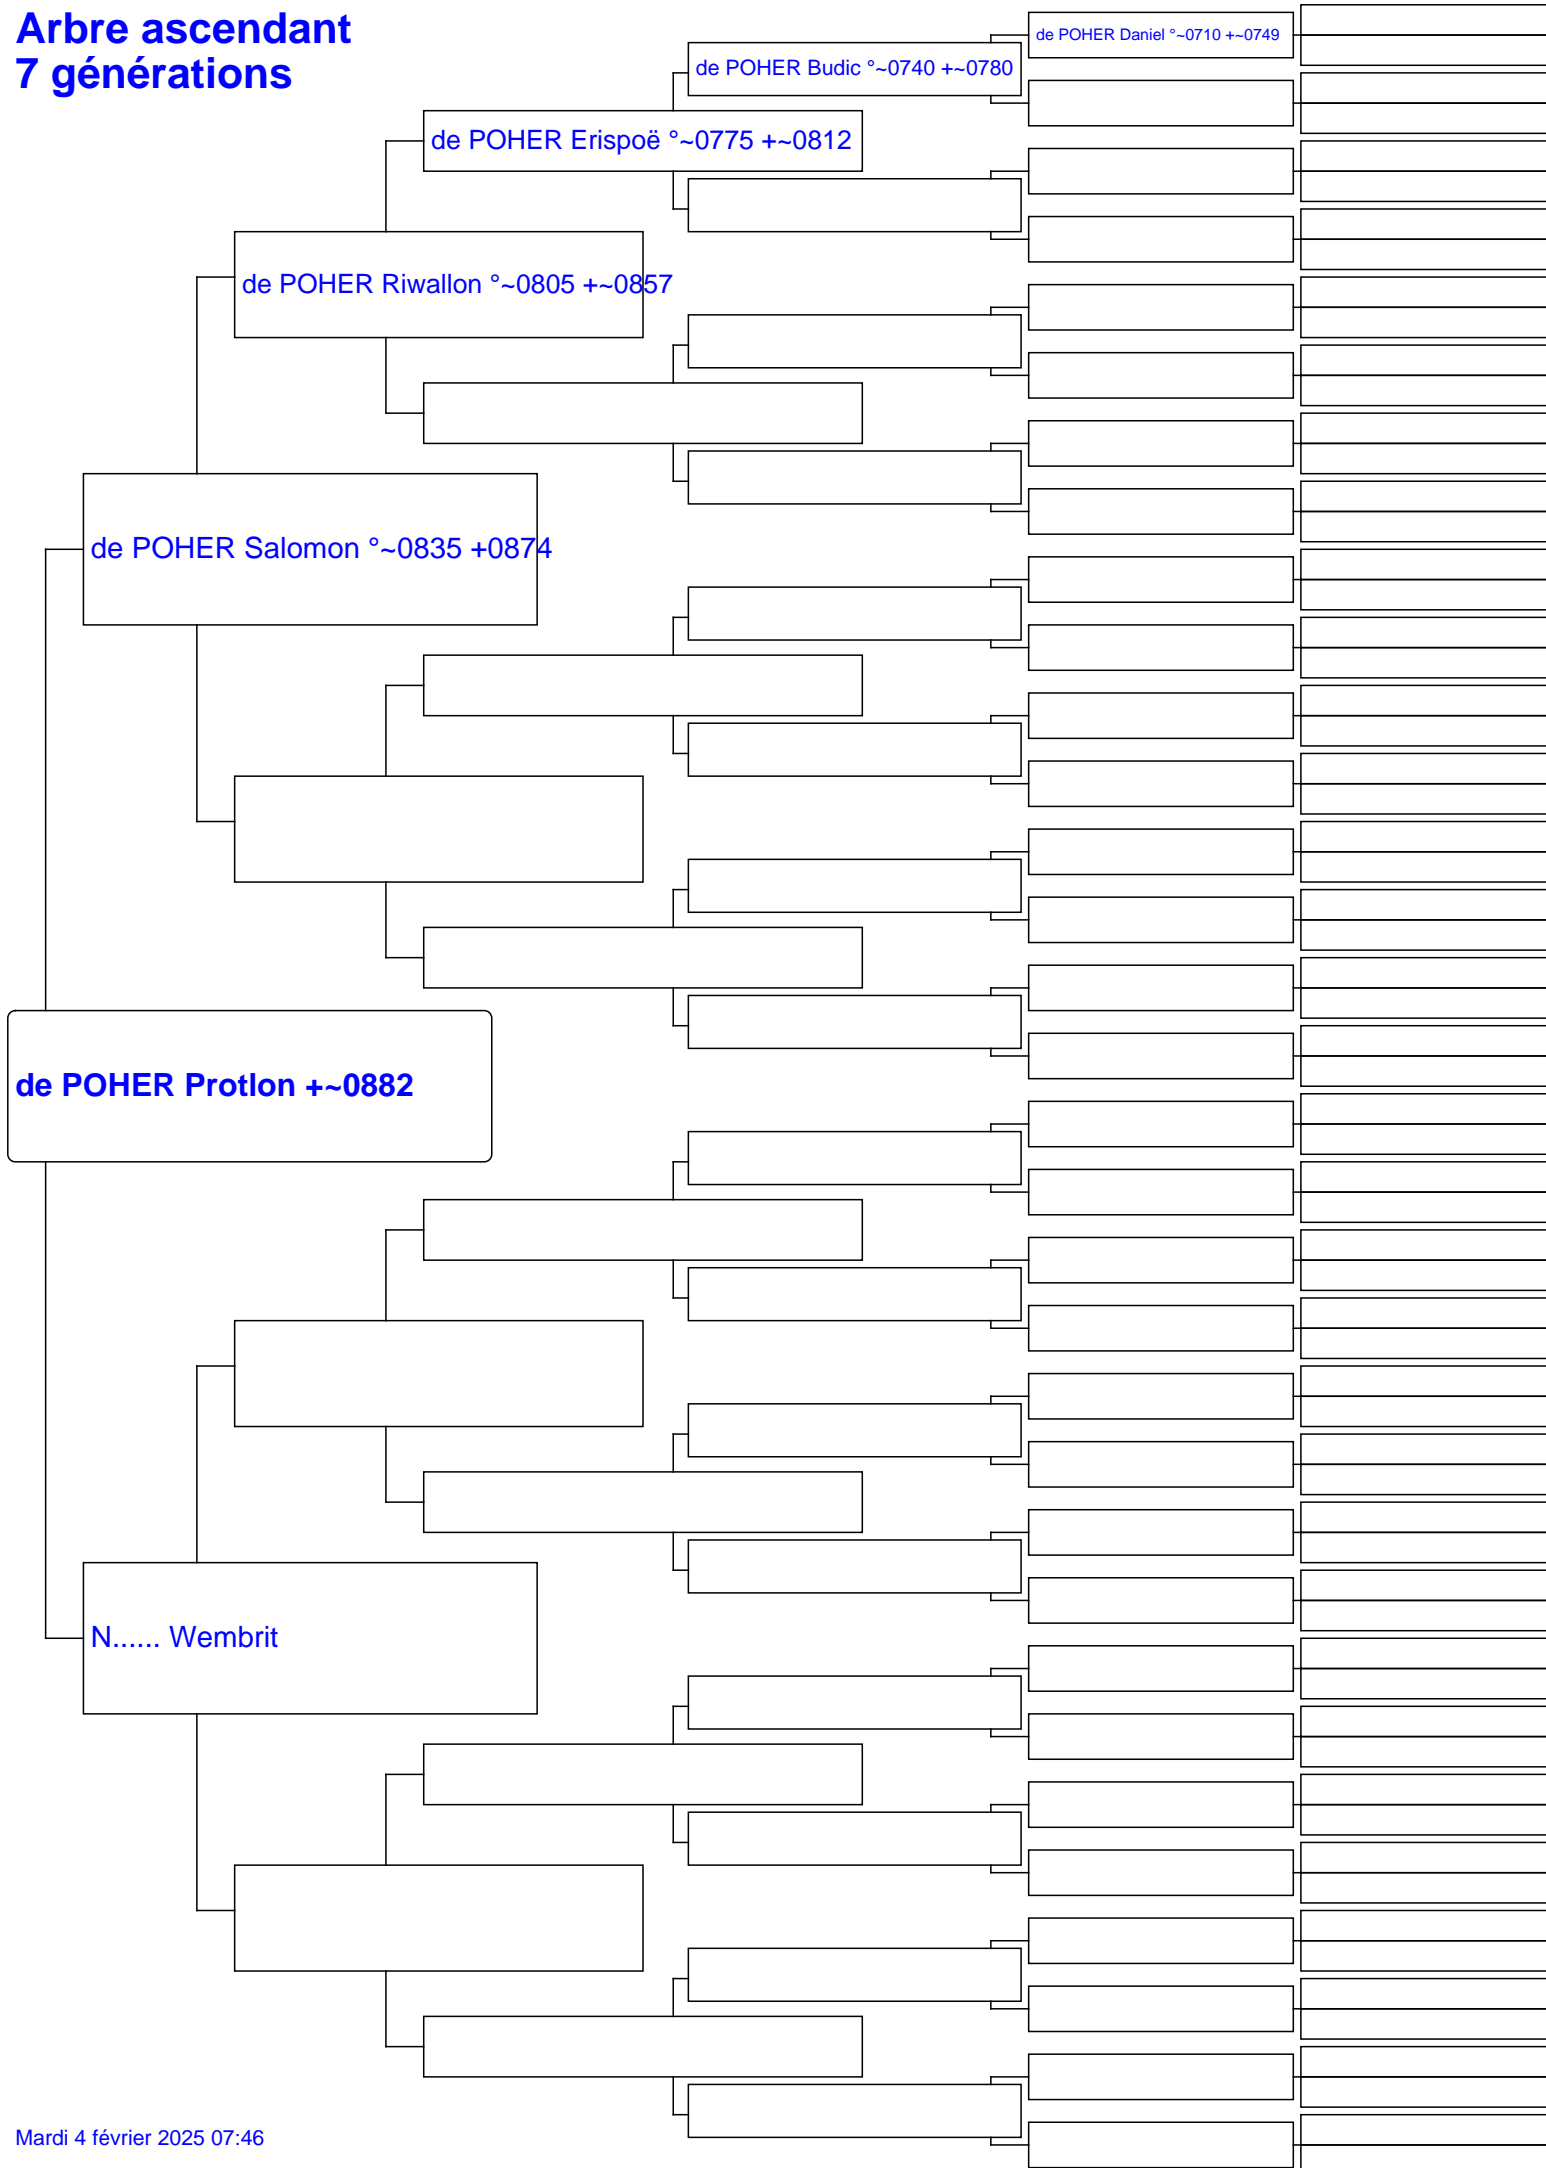 Arbre ascendant
7 générations
de POHER Daniel °~0710 +~0749
de POHER Budic °~0740 +~0780
de POHER Erispoë °~0775 +~0812
de POHER Riwallon °~0805 +~0857
de POHER Salomon °~0835 +0874
de POHER Protlon +~0882
N...... Wembrit
Mardi 4 février 2025 07:46